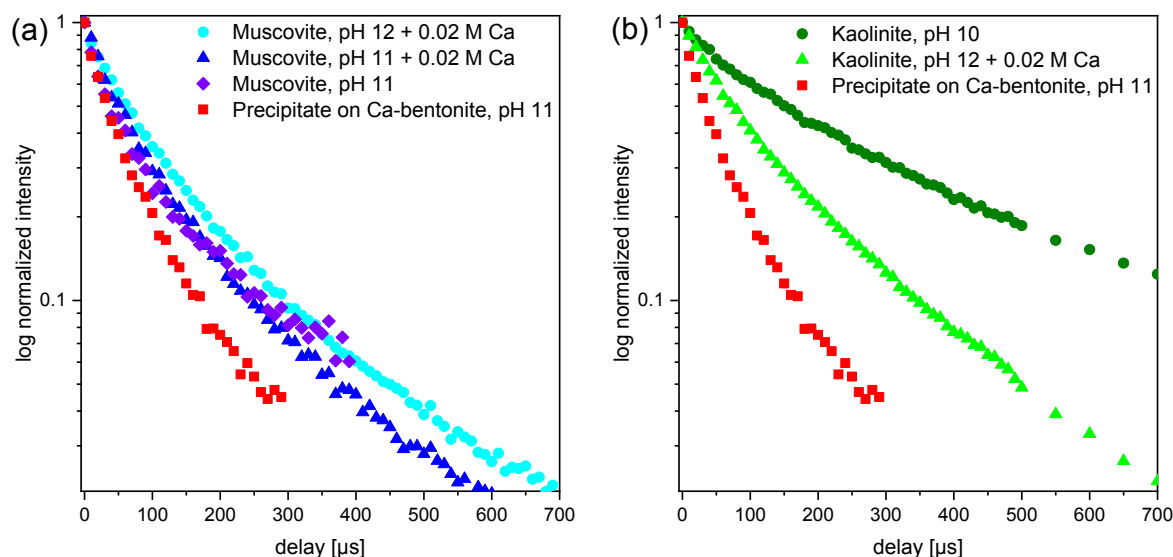 (a)
Muscovite, pH 12 + 0.02 M Ca
Muscovite, pH 11 + 0.02 M Ca
Muscovite, pH 11
Precipitate on Ca-bentonite, pH 11
1
0.1
log normalized intensity
0 100 200 300 400 500 600 700
delay [µs]
(b)
Kaolinite, pH 10
Kaolinite, pH 12 + 0.02 M Ca
Precipitate on Ca-bentonite, pH 11
1
0.1
log normalized intensity
0 100 200 300 400 500 600 700
delay [µs]